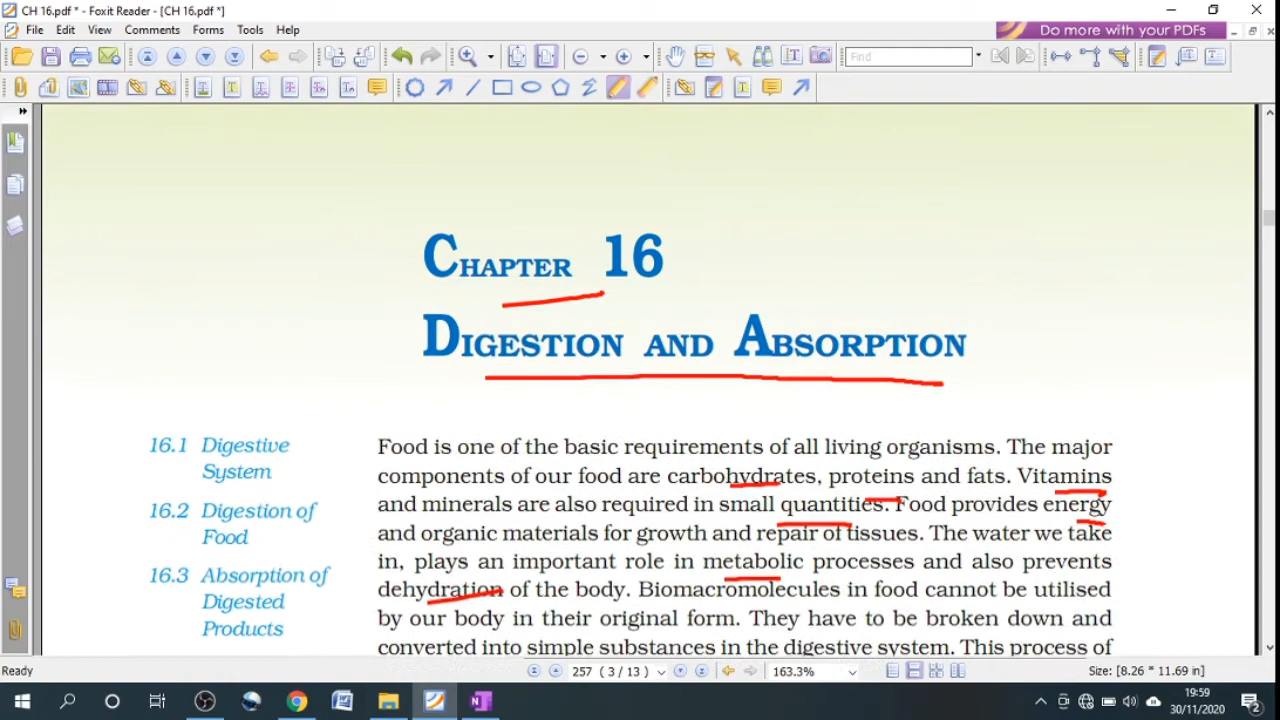 CH 16.pdf * - Foxit Reader - [CH 16.pdf *]
File Edit View Comments Forms Tools Help
Do more with your PDFs
Find
CHAPTER 16
DIGESTION AND ABSORPTION
16.1 Digestive
System
16.2 Digestion of
Food
16.3 Absorption of
Digested
Products
Food is one of the basic requirements of all living organisms. The major
components of our food are carbohydrates, proteins and fats. Vitamins
and minerals are also required in small quantities. Food provides energy
and organic materials for growth and repair of tissues. The water we take
in, plays an important role in metabolic processes and also prevents
dehydration of the body. Biomacromolecules in food cannot be utilised
by our body in their original form. They have to be broken down and
converted into simple substances in the digestive system. This process of
Ready
257 ( 3 / 13 )
163.3%
Size: [8.26 * 11.69 in]
19:59
30/11/2020
2